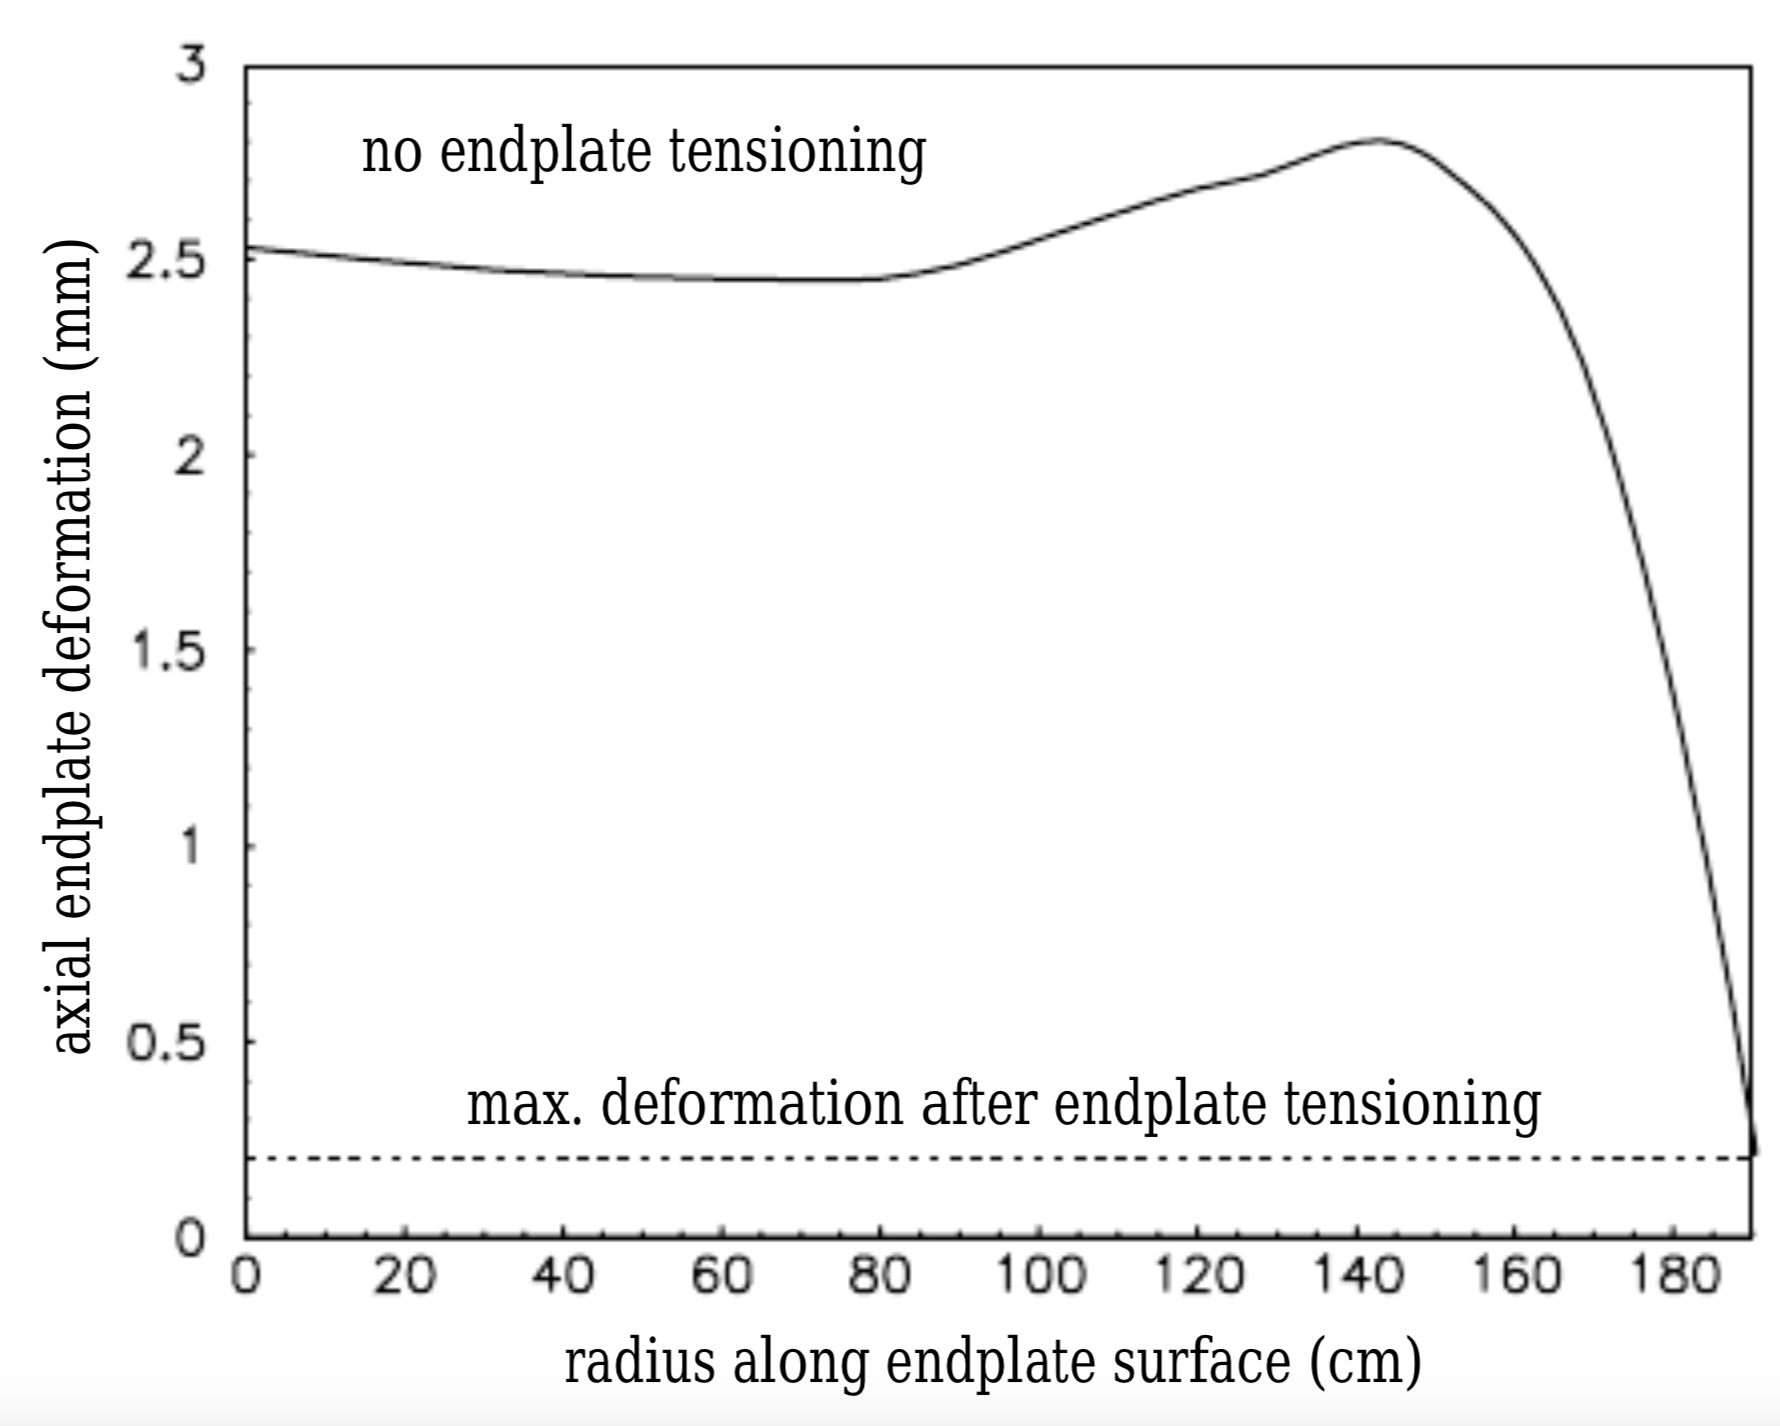 3
no endplate tensioning
2.5
2
1.5
1
0.5
0
axial endplate deformation (mm)
max. deformation after endplate tensioning
0 20 40 60 80 100 120 140 160 180
radius along endplate surface (cm)